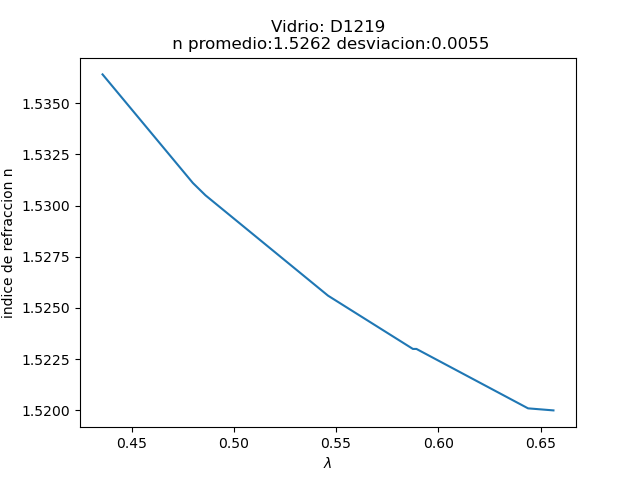 Vidrio: D1219
n promedio:1.5262 desviacion:0.0055
indice de refraccion n
1.5350
1.5325
1.5300
1.5275
1.5250
1.5225
1.5200
0.45 0.50 0.55 0.60 0.65
λ